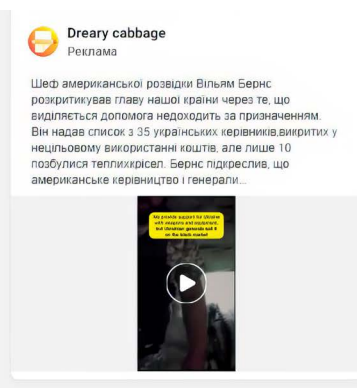 Dreary cabbage
Реклама
Шеф американської розвідки Вільям Бернс
розкритикував главу нашої країни через те, що
виділяється допомога недоходить за призначенням.
Він надав список з 35 українських керівників,викритих у
нецільовому використанні коштів, але лише 10
позбулися теплихкрісел. Бернс підкреслив, що
американське керівництво і генерали...
We provide support for Ukraine
with weapons and equipment,
but Ukrainian generals sell it
on the black market